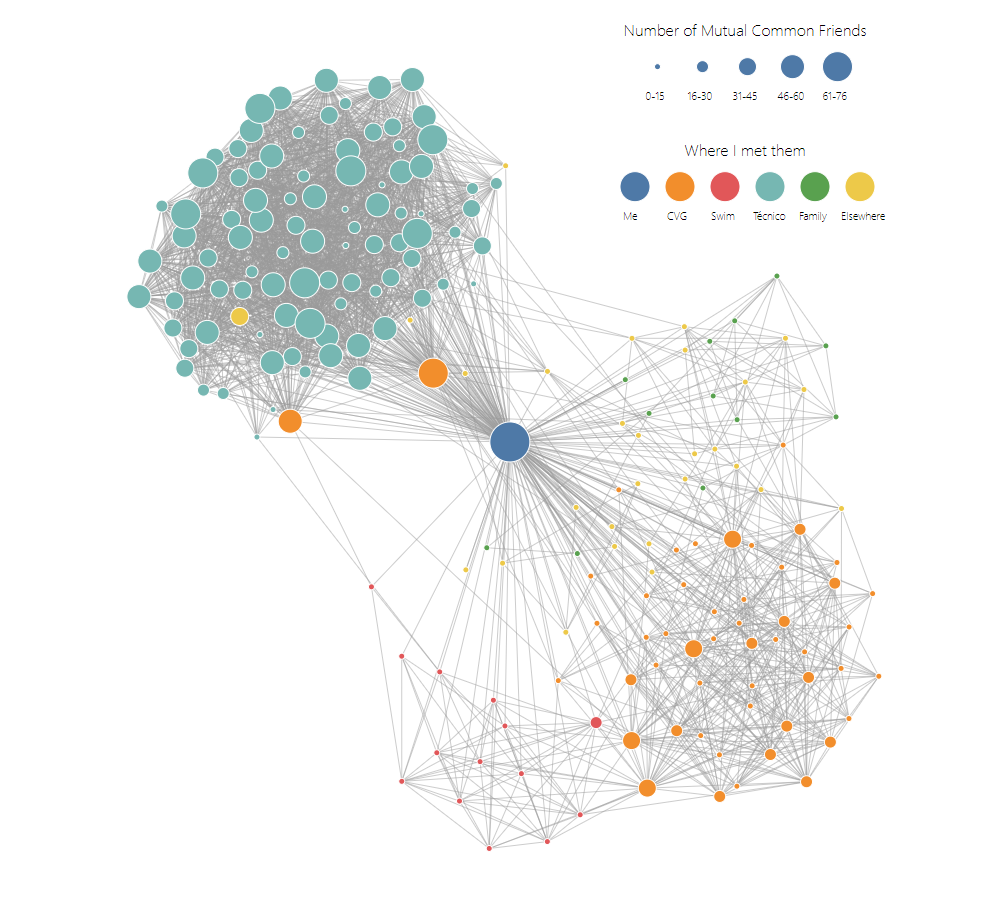 Number of Mutual Common Friends
0-15 16-30 31-45 46-60 61-76
Where I met them
Me CVG Swim Técnico Family Elsewhere